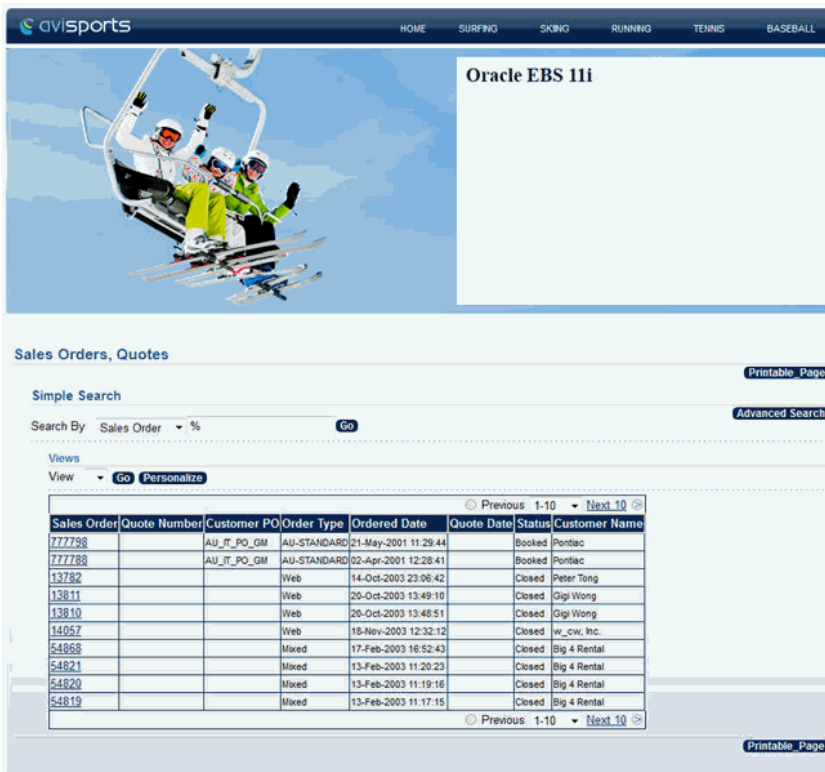 avisports HOME SURFING SKIING RUNNING TENNIS BASEBALL
Oracle EBS 11i
Sales Orders, Quotes
Printable_Page
Simple Search
Advanced Search
Search By Sales Order % Go
Views
View Go Personalize
Previous 1-10 Next 10
Sales Order Quote Number Customer PO Order Type Ordered Date Quote Date Status Customer Name
777798 AU_IT_PO_GM AU-STANDARD 21-May-2001 11:29:44 Booked Pontiac
777788 AU_IT_PO_GM AU-STANDARD 02-Apr-2001 12:28:41 Booked Pontiac
13782 Web 14-Oct-2003 23:06:42 Closed Peter Tong
13811 Web 20-Oct-2003 13:49:10 Closed Gigi Wong
13810 Web 20-Oct-2003 13:48:51 Closed Gigi Wong
14057 Web 18-Nov-2003 12:32:12 Closed w_cw, Inc.
54868 Mixed 17-Feb-2003 16:52:43 Closed Big 4 Rental
54821 Mixed 13-Feb-2003 11:20:23 Closed Big 4 Rental
54820 Mixed 13-Feb-2003 11:19:16 Closed Big 4 Rental
54819 Mixed 13-Feb-2003 11:17:15 Closed Big 4 Rental
Previous 1-10 Next 10
Printable_Page